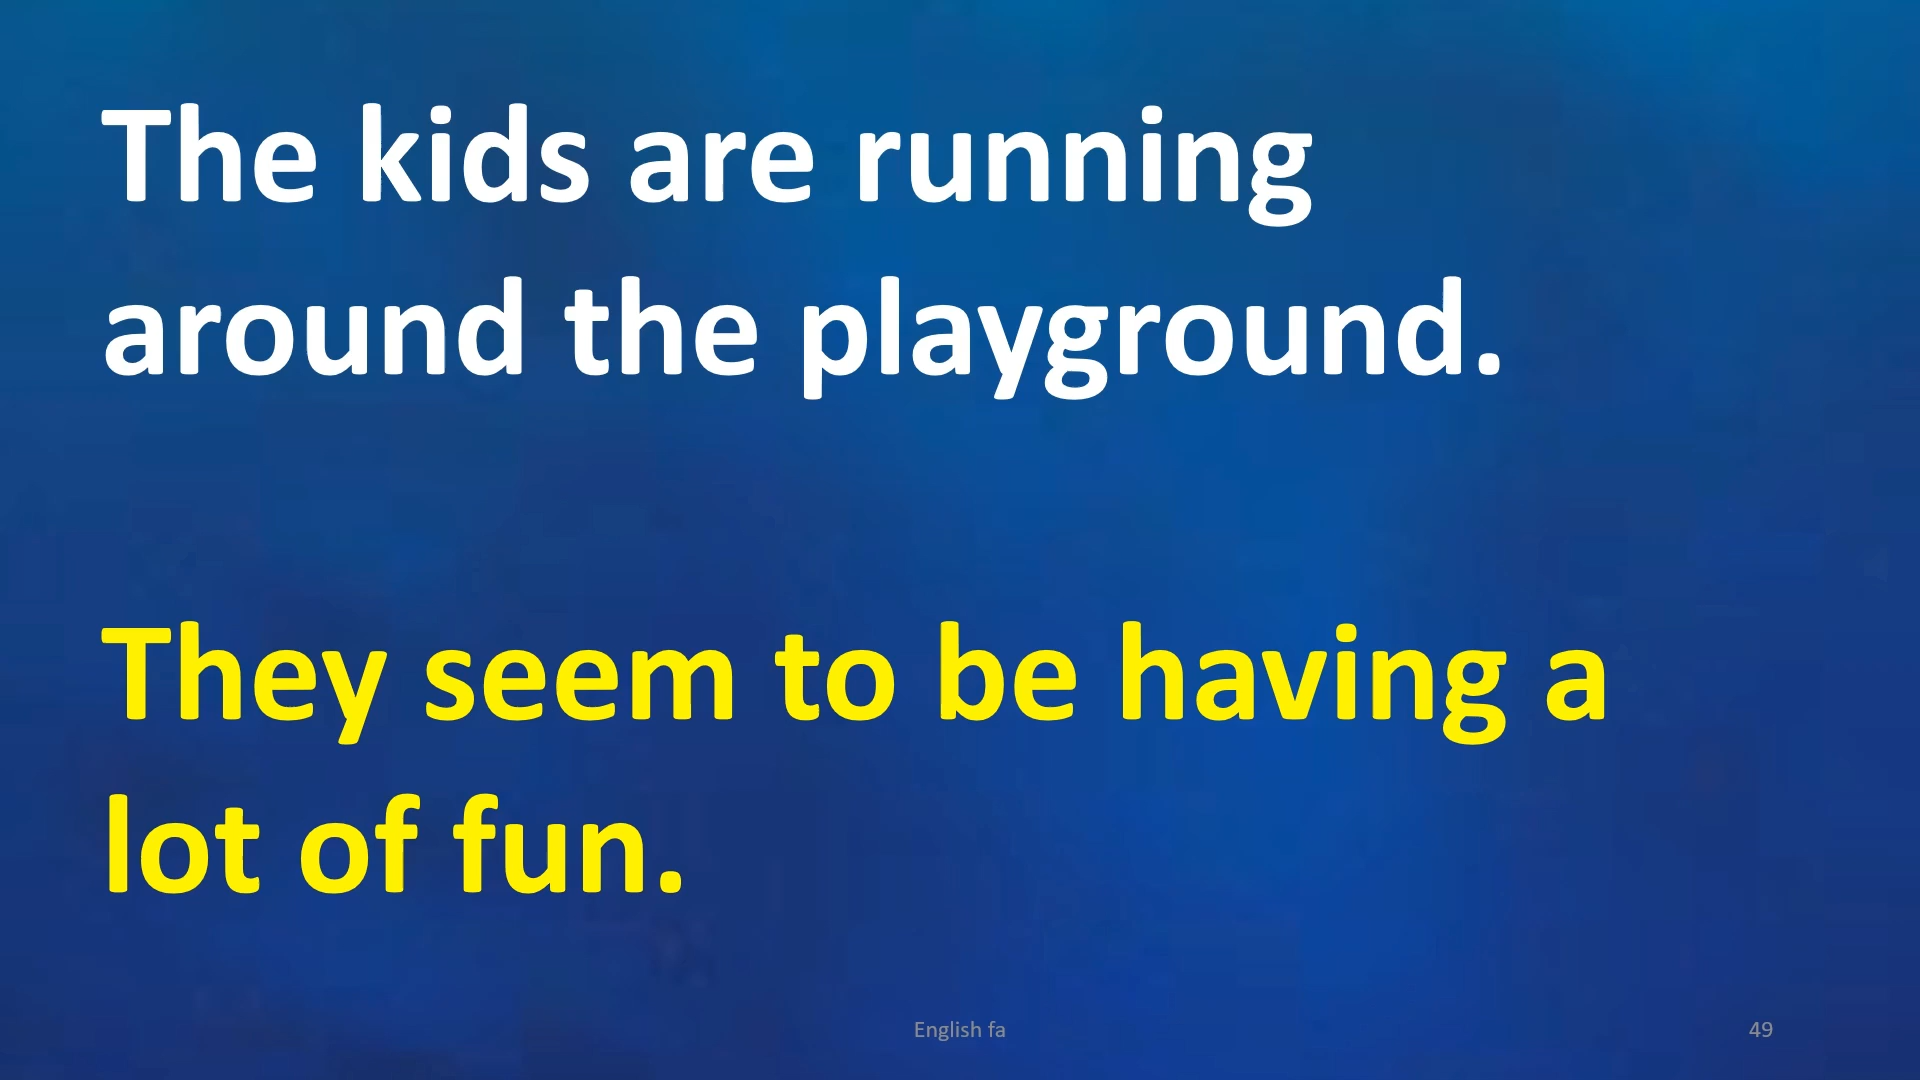 The kids are running
around the playground.
They seem to be having a
lot of fun.
English fa
49